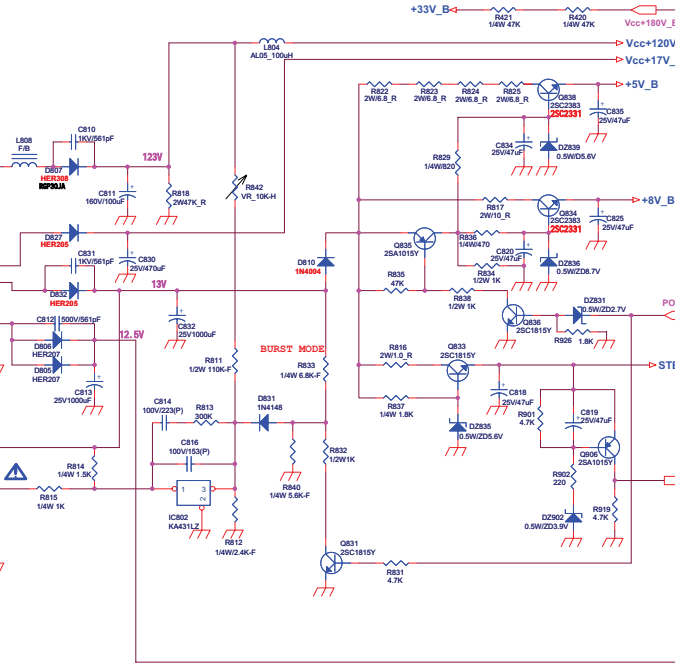 +33V_B
R421
1/4W 47K
R420
1/4W 47K
Vcc+180V_B
L804
AL05_100uH
Vcc+120V
Vcc+17V_
R822
2W/6.8_R
R823
2W/6.8_R
R824
2W/6.8_R
R825
2W/6.8_R
Q838
2SC2383
2SC2331
+5V_B
C835
25V/47uF
L808
F/B
C810
1KV/561pF
123V
D807
HER308
RGP30JA
C811
160V/100uF
R818
2W47K_R
R842
VR_10K-H
R829
1/4W/820
C834
25V/47uF
DZ839
0.5W/D5.6V
R817
2W/10_R
Q834
2SC2383
2SC2331
+8V_B
C825
25V/47uF
D827
HER205
C830
25V/470uF
C831
1KV/561pF
D810
1N4004
Q835
2SA1015Y
R836
1/4W/470
C820
25V/47uF
R834
1/2W 1K
DZ836
0.5W/DZ8.7V
D832
HER205
13V
R835
47K
R838
1/2W 1K
DZ831
0.5W/ZD2.7V
PO
C812
500V/561pF
12.5V
C832
25V1000uF
Q836
2SC1815Y
R926
1.8K
D806
HER207
D805
HER207
C813
25V1000uF
BURST MODE
R811
1/2W 110K-F
R833
1/4W 6.8K-F
R816
2W/1.0_R
Q833
2SC1815Y
STE
C818
25V/47uF
R837
1/4W 1.8K
DZ835
0.5W/ZD5.6V
R901
4.7K
C819
25V/47uF
C814
100V/223(P)
R813
300K
D831
1N4148
Q906
2SA1015Y
C816
100V/153(P)
R832
1/2W1K
R814
1/4W 1.5K
R902
220
R815
1/4W 1K
1
3
2
IC802
KA431LZ
R840
1/4W 5.6K-F
R812
1/4W/2.4K-F
DZ902
0.5W/ZD3.9V
R919
4.7K
Q831
2SC1815Y
R831
4.7K